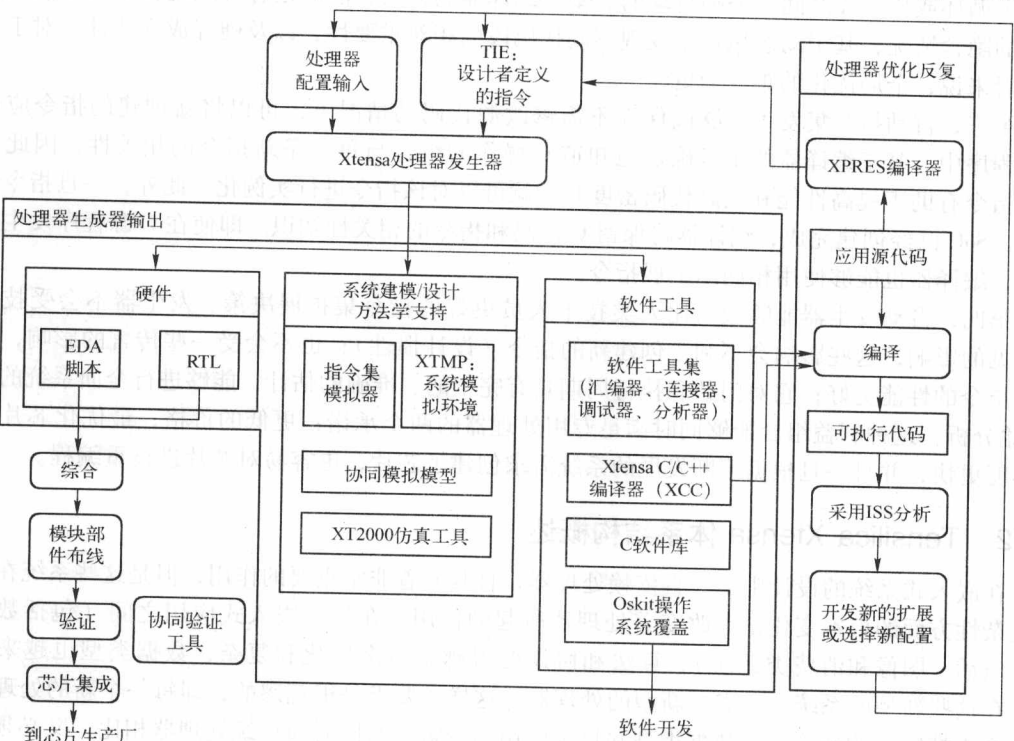 处理器
配置输入
TIE：
设计者定义
的指令
处理器优化反复
Xtensa处理器发生器
XPRES编译器
处理器生成器输出
硬件
EDA
脚本
RTL
系统建模/设计
方法学支持
指令集
模拟器
XTMP：
系统模
拟环境
协同模拟模型
XT2000仿真工具
软件工具
软件工具集
（汇编器、连接器、
调试器、分析器）
Xtensa C/C++
编译器（XCC）
C软件库
Oskit操作
系统覆盖
软件开发
应用源代码
编译
可执行代码
采用ISS分析
开发新的扩展
或选择新配置
综合
模块部
件布线
验证
芯片集成
到芯片生产厂
协同验证
工具